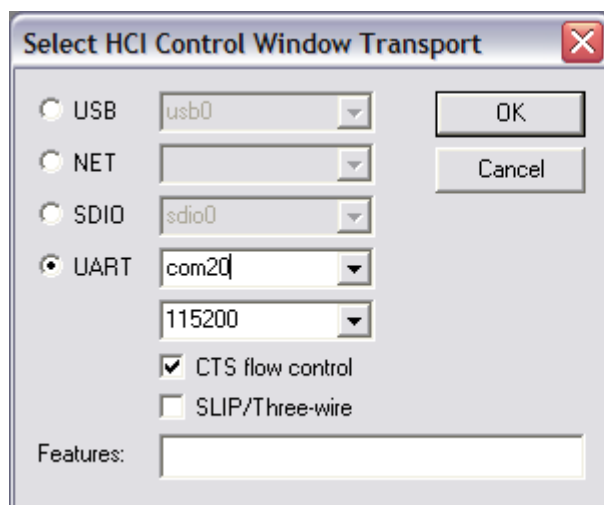 Select HCI Control Window Transport
USB usb0 OK
NET Cancel
SDIO sdio0
UART com20
115200
CTS flow control
SLIP/Three-wire
Features: